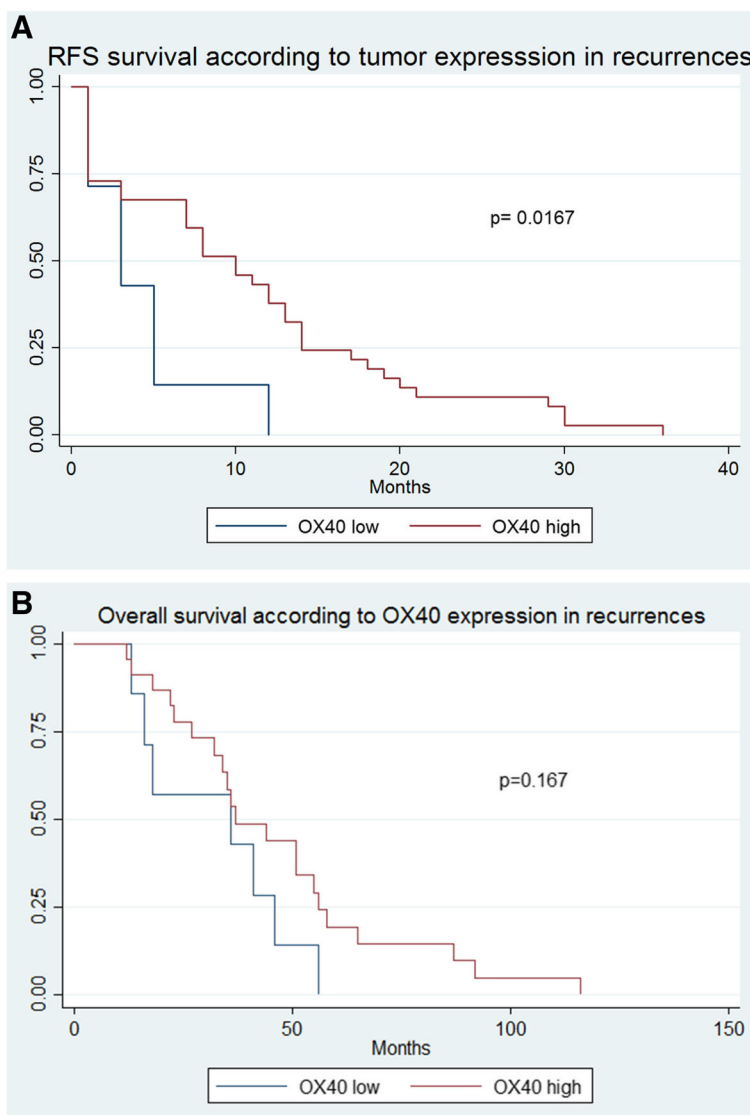 A
RFS survival according to tumor expresssion in recurrences
1.00
0.75
0.50
0.25
0.00
p= 0.0167
0 10 20 30 40
Months
OX40 low OX40 high
B
Overall survival according to OX40 expression in recurrences
1.00
0.75
0.50
0.25
0.00
p=0.167
0 50 100 150
Months
OX40 low OX40 high